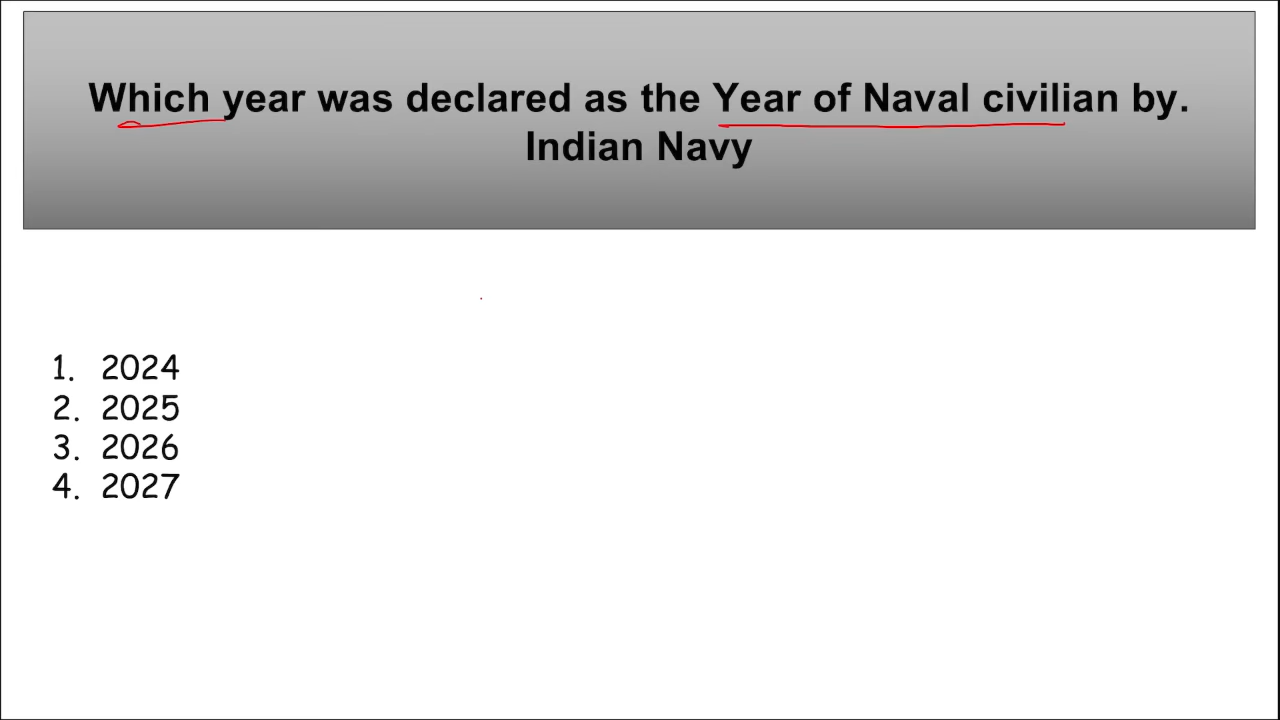 Which year was declared as the Year of Naval civilian by.
Indian Navy
1. 2024
2. 2025
3. 2026
4. 2027